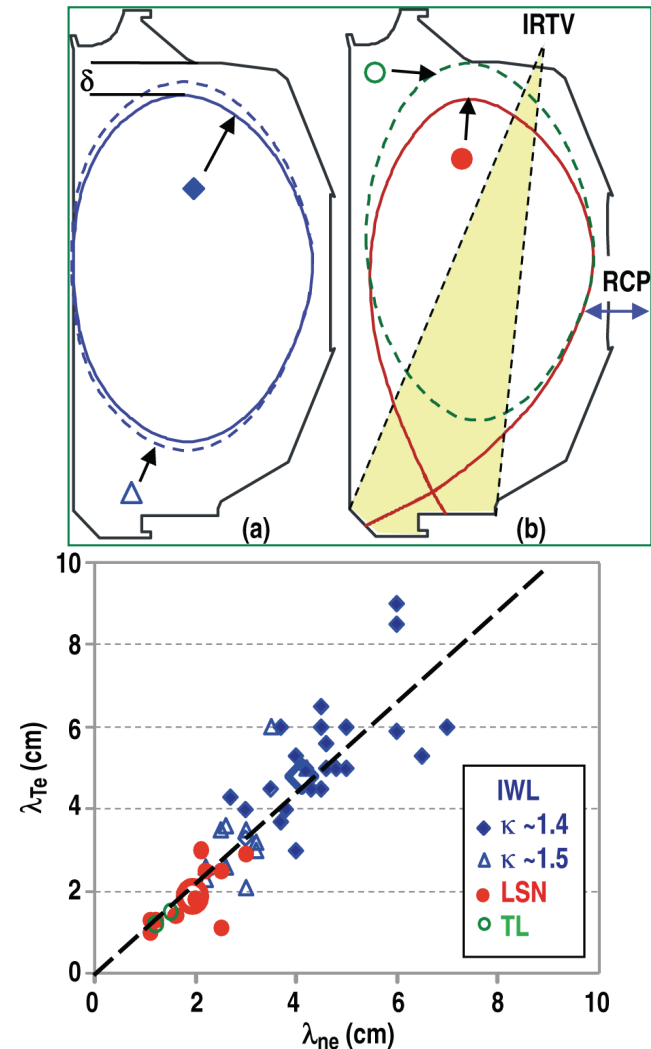 IRTV
δ
RCP
(a)
(b)
10
8
6
4
2
0
λTe (cm)
IWL
κ ~1.4
κ ~1.5
LSN
TL
0 2 4 6 8 10
λne (cm)